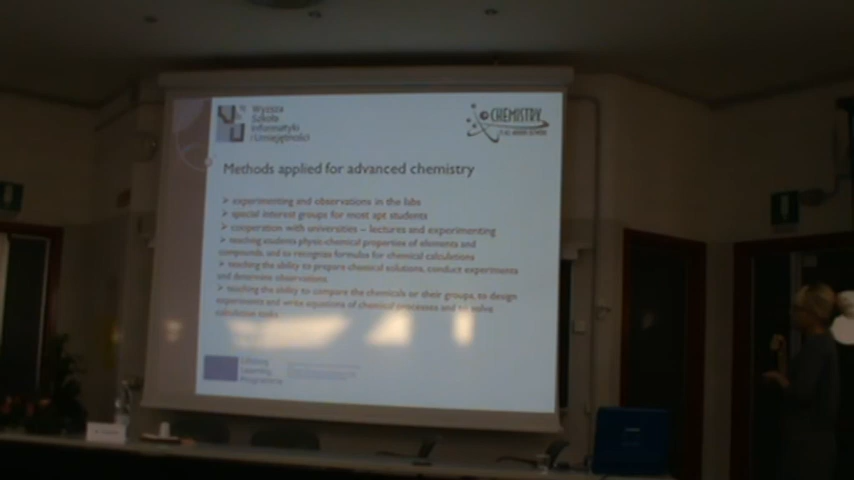 Wyższa
Szkoła
Informatyki
i Umiejętności
CHEMISTRY
IS ALL AROUND NETWORK
Methods applied for advanced chemistry
➢ experimenting and observations in the labs
➢ special interest groups for most apt students
➢ cooperation with universities – lectures and experimenting
➢ teaching students physio-chemical properties of elements and
compounds and to recognize formulas for chemical calculations
➢ teaching the ability to prepare chemical solutions, conduct experiments
and determine observations
➢ teaching the ability to compare the chemicals or their groups, to design
experiments and write equations of chemical processes and to solve
calculation tasks
Lifelong
Learning
Programme